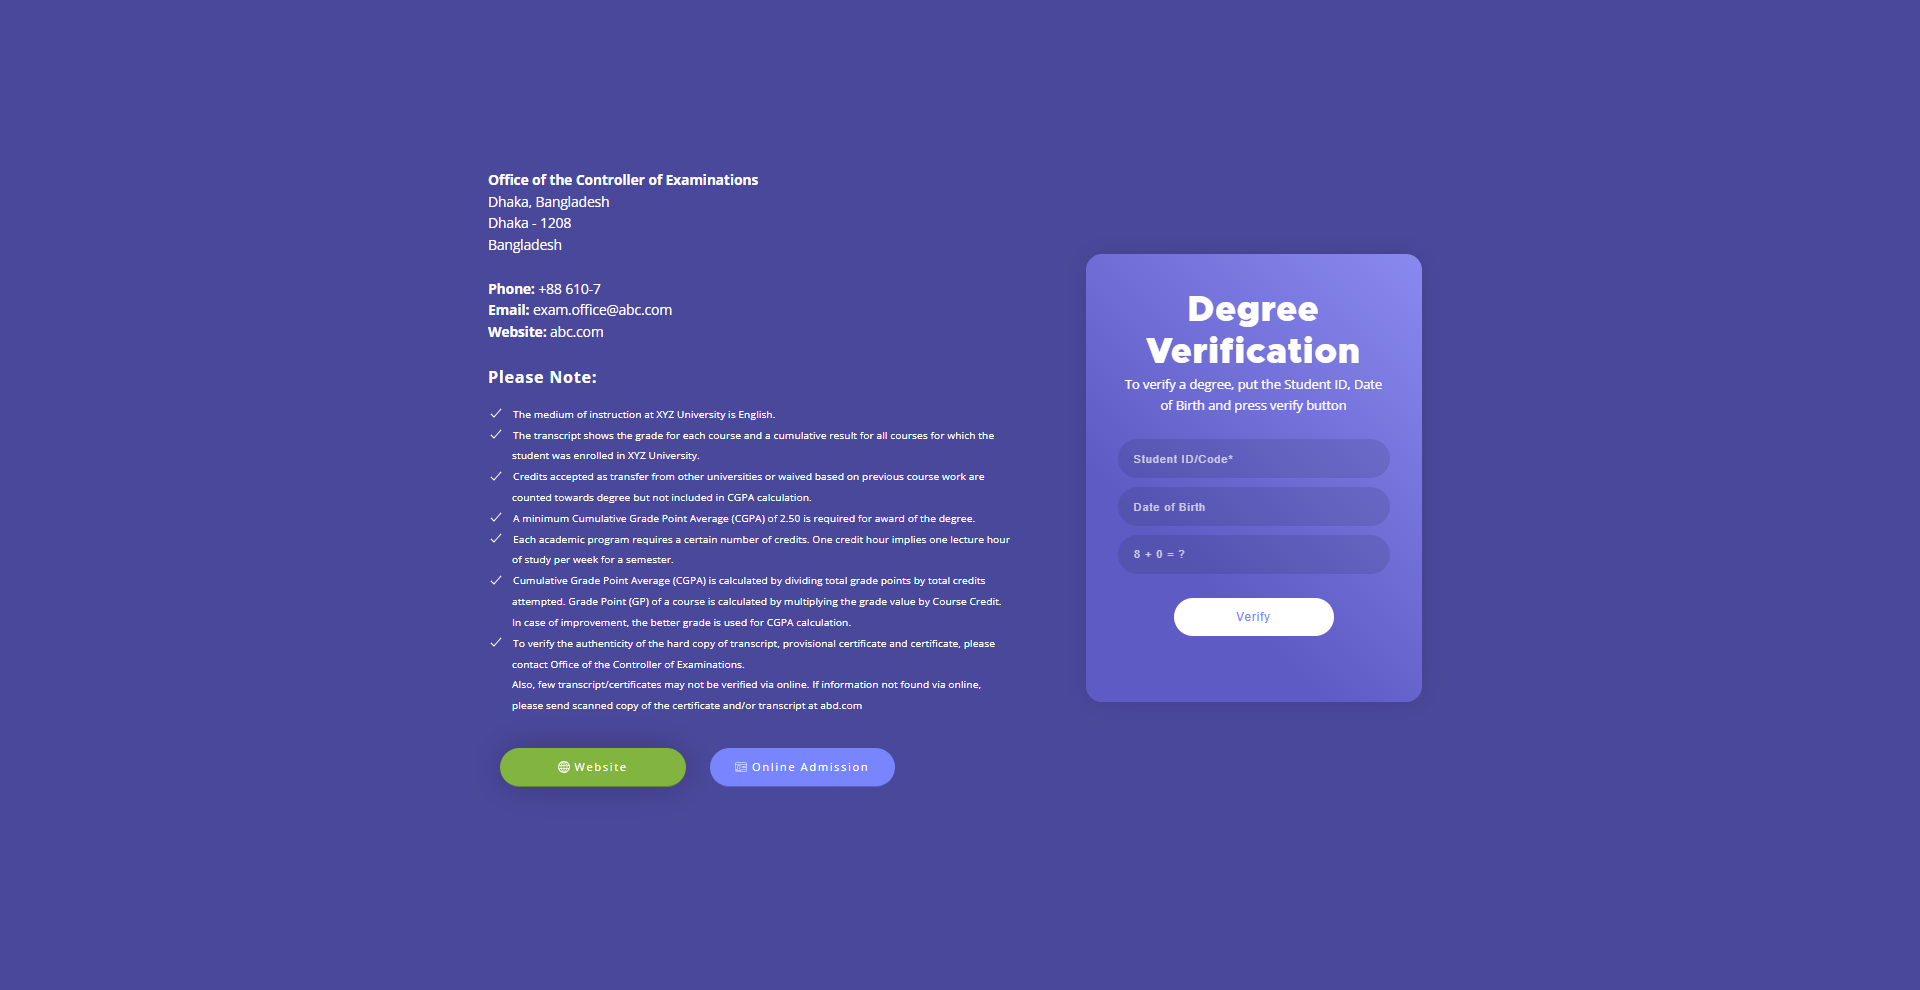 Office of the Controller of Examinations
Dhaka, Bangladesh
Dhaka - 1208
Bangladesh
Phone: +88 610-7
Email: exam.office@abc.com
Website: abc.com
Please Note:
The medium of instruction at XYZ University is English.
The transcript shows the grade for each course and a cumulative result for all courses for which the
student was enrolled in XYZ University.
Credits accepted as transfer from other universities or waived based on previous course work are
counted towards degree but not included in CGPA calculation.
A minimum Cumulative Grade Point Average (CGPA) of 2.50 is required for award of the degree.
Each academic program requires a certain number of credits. One credit hour implies one lecture hour
of study per week for a semester.
Cumulative Grade Point Average (CGPA) is calculated by dividing total grade points by total credits
attempted. Grade Point (GP) of a course is calculated by multiplying the grade value by Course Credit.
In case of improvement, the better grade is used for CGPA calculation.
To verify the authenticity of the hard copy of transcript, provisional certificate and certificate, please
contact Office of the Controller of Examinations.
Also, few transcript/certificates may not be verified via online. If information not found via online,
please send scanned copy of the certificate and/or transcript at abd.com
Website
Online Admission
Degree
Verification
To verify a degree, put the Student ID, Date
of Birth and press verify button
Student ID/Code*
Date of Birth
8 + 0 = ?
Verify